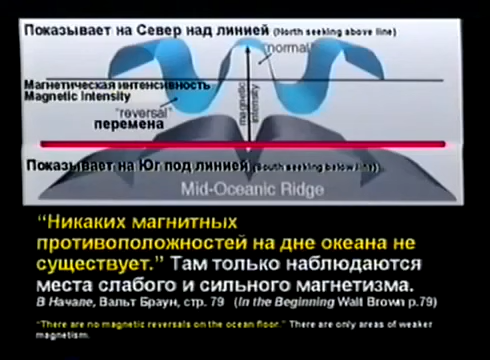 Показывает на Север над линией (North seeking above line)
"normal"
Магнетическая интенсивность
Magnetic Intensity
magnetic
intensity
"reversal"
перемена
Показывает на Юг под линией (South seeking below line)
Mid-Oceanic Ridge
“Никаких магнитных
противоположностей на дне океана не
существует.” Там только наблюдаются
места слабого и сильного магнетизма.
В Начале, Вальт Браун, стр. 79 (In the Beginning Walt Brown p.79)
“There are no magnetic reversals on the ocean floor.” There are only areas of weaker
magnetism.